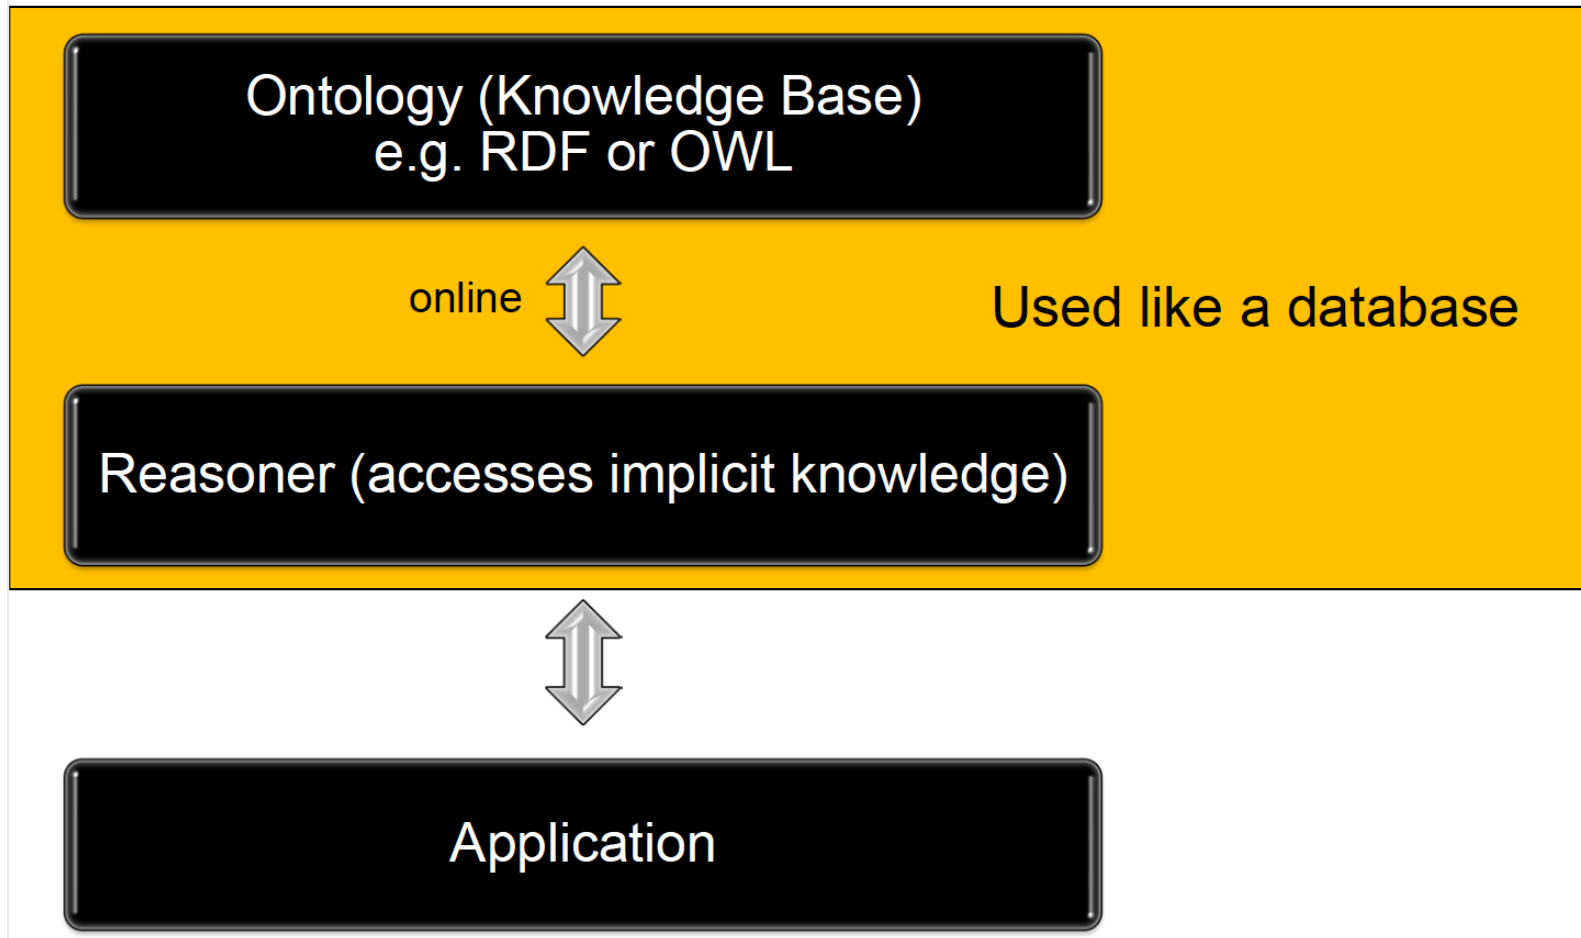 Ontology (Knowledge Base)
e.g. RDF or OWL
online
Used like a database
Reasoner (accesses implicit knowledge)
Application